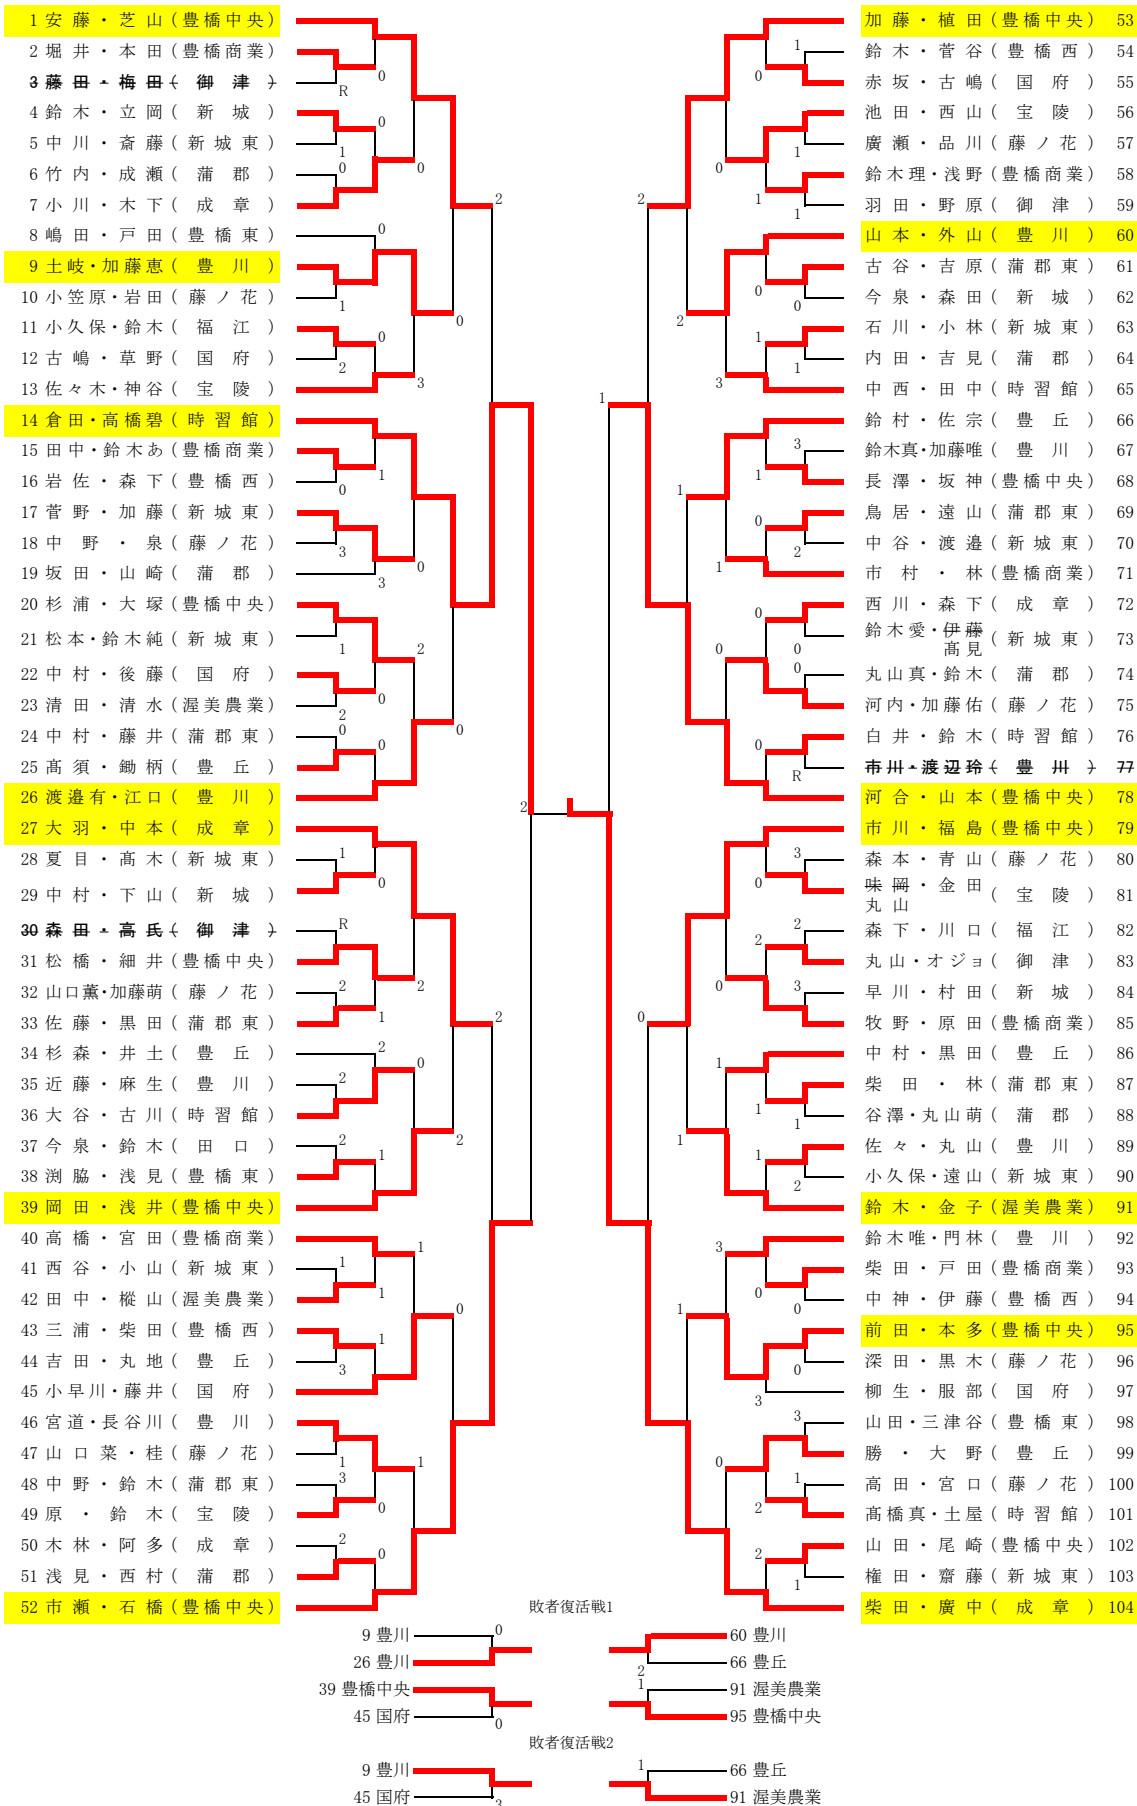 1 安藤・芝山(豊橋中央)
2 堀井・本田(豊橋商業)
3 藤田・梅田(御津)
4 鈴木・立岡(新城)
5 中川・斎藤(新城東)
6 竹内・成瀬(蒲郡)
7 小川・木下(成章)
8 嶋田・戸田(豊橋東)
9 土岐・加藤恵(豊川)
10 小笠原・岩田(藤ノ花)
11 小久保・鈴木(福江)
12 古嶋・草野(国府)
13 佐々木・神谷(宝陵)
14 倉田・高橋碧(時習館)
15 田中・鈴木あ(豊橋商業)
16 岩佐・森下(豊橋西)
17 菅野・加藤(新城東)
18 中野・泉(藤ノ花)
19 坂田・山崎(蒲郡)
20 杉浦・大塚(豊橋中央)
21 松本・鈴木純(新城東)
22 中村・後藤(国府)
23 清田・清水(渥美農業)
24 中村・藤井(蒲郡東)
25 髙須・鋤柄(豊丘)
26 渡邉有・江口(豊川)
27 大羽・中本(成章)
28 夏目・髙木(新城東)
29 中村・下山(新城)
30 森田・高氏(御津)
31 松橋・細井(豊橋中央)
32 山口薫・加藤萌(藤ノ花)
33 佐藤・黒田(蒲郡東)
34 杉森・井土(豊丘)
35 近藤・麻生(豊川)
36 大谷・古川(時習館)
37 今泉・鈴木(田口)
38 渕脇・浅見(豊橋東)
39 岡田・浅井(豊橋中央)
40 高橋・宮田(豊橋商業)
41 西谷・小山(新城東)
42 田中・樅山(渥美農業)
43 三浦・柴田(豊橋西)
44 吉田・丸地(豊丘)
45 小早川・藤井(国府)
46 宮道・長谷川(豊川)
47 山口菜・桂(藤ノ花)
48 中野・鈴木(蒲郡東)
49 原・鈴木(宝陵)
50 木林・阿多(成章)
51 浅見・西村(蒲郡)
52 市瀬・石橋(豊橋中央)
加藤・植田(豊橋中央) 53
鈴木・菅谷(豊橋西) 54
赤坂・古嶋(国府) 55
池田・西山(宝陵) 56
廣瀬・品川(藤ノ花) 57
鈴木理・浅野(豊橋商業) 58
羽田・野原(御津) 59
山本・外山(豊川) 60
古谷・吉原(蒲郡東) 61
今泉・森田(新城) 62
石川・小林(新城東) 63
内田・吉見(蒲郡) 64
中西・田中(時習館) 65
鈴村・佐宗(豊丘) 66
鈴木真・加藤唯(豊川) 67
長澤・坂神(豊橋中央) 68
鳥居・遠山(蒲郡東) 69
中谷・渡邉(新城東) 70
市村・林(豊橋商業) 71
西川・森下(成章) 72
鈴木愛・伊藤
髙見(新城東) 73
丸山真・鈴木(蒲郡) 74
河内・加藤佑(藤ノ花) 75
白井・鈴木(時習館) 76
市川・渡辺玲(豊川) 77
河合・山本(豊橋中央) 78
市川・福島(豊橋中央) 79
森本・青山(藤ノ花) 80
味岡・金田
丸山(宝陵) 81
森下・川口(福江) 82
丸山・オジョ(御津) 83
早川・村田(新城) 84
牧野・原田(豊橋商業) 85
中村・黒田(豊丘) 86
柴田・林(蒲郡東) 87
谷澤・丸山萌(蒲郡) 88
佐々・丸山(豊川) 89
小久保・遠山(新城東) 90
鈴木・金子(渥美農業) 91
鈴木唯・門林(豊川) 92
柴田・戸田(豊橋商業) 93
中神・伊藤(豊橋西) 94
前田・本多(豊橋中央) 95
深田・黒木(藤ノ花) 96
柳生・服部(国府) 97
山田・三津谷(豊橋東) 98
勝・大野(豊丘) 99
高田・宮口(藤ノ花) 100
髙橋真・土屋(時習館) 101
山田・尾崎(豊橋中央) 102
権田・齋藤(新城東) 103
柴田・廣中(成章) 104
敗者復活戦1
9 豊川 0
26 豊川
39 豊橋中央
45 国府 0
60 豊川
2 66 豊丘
1 91 渥美農業
95 豊橋中央
敗者復活戦2
9 豊川
45 国府 3
1 66 豊丘
91 渥美農業